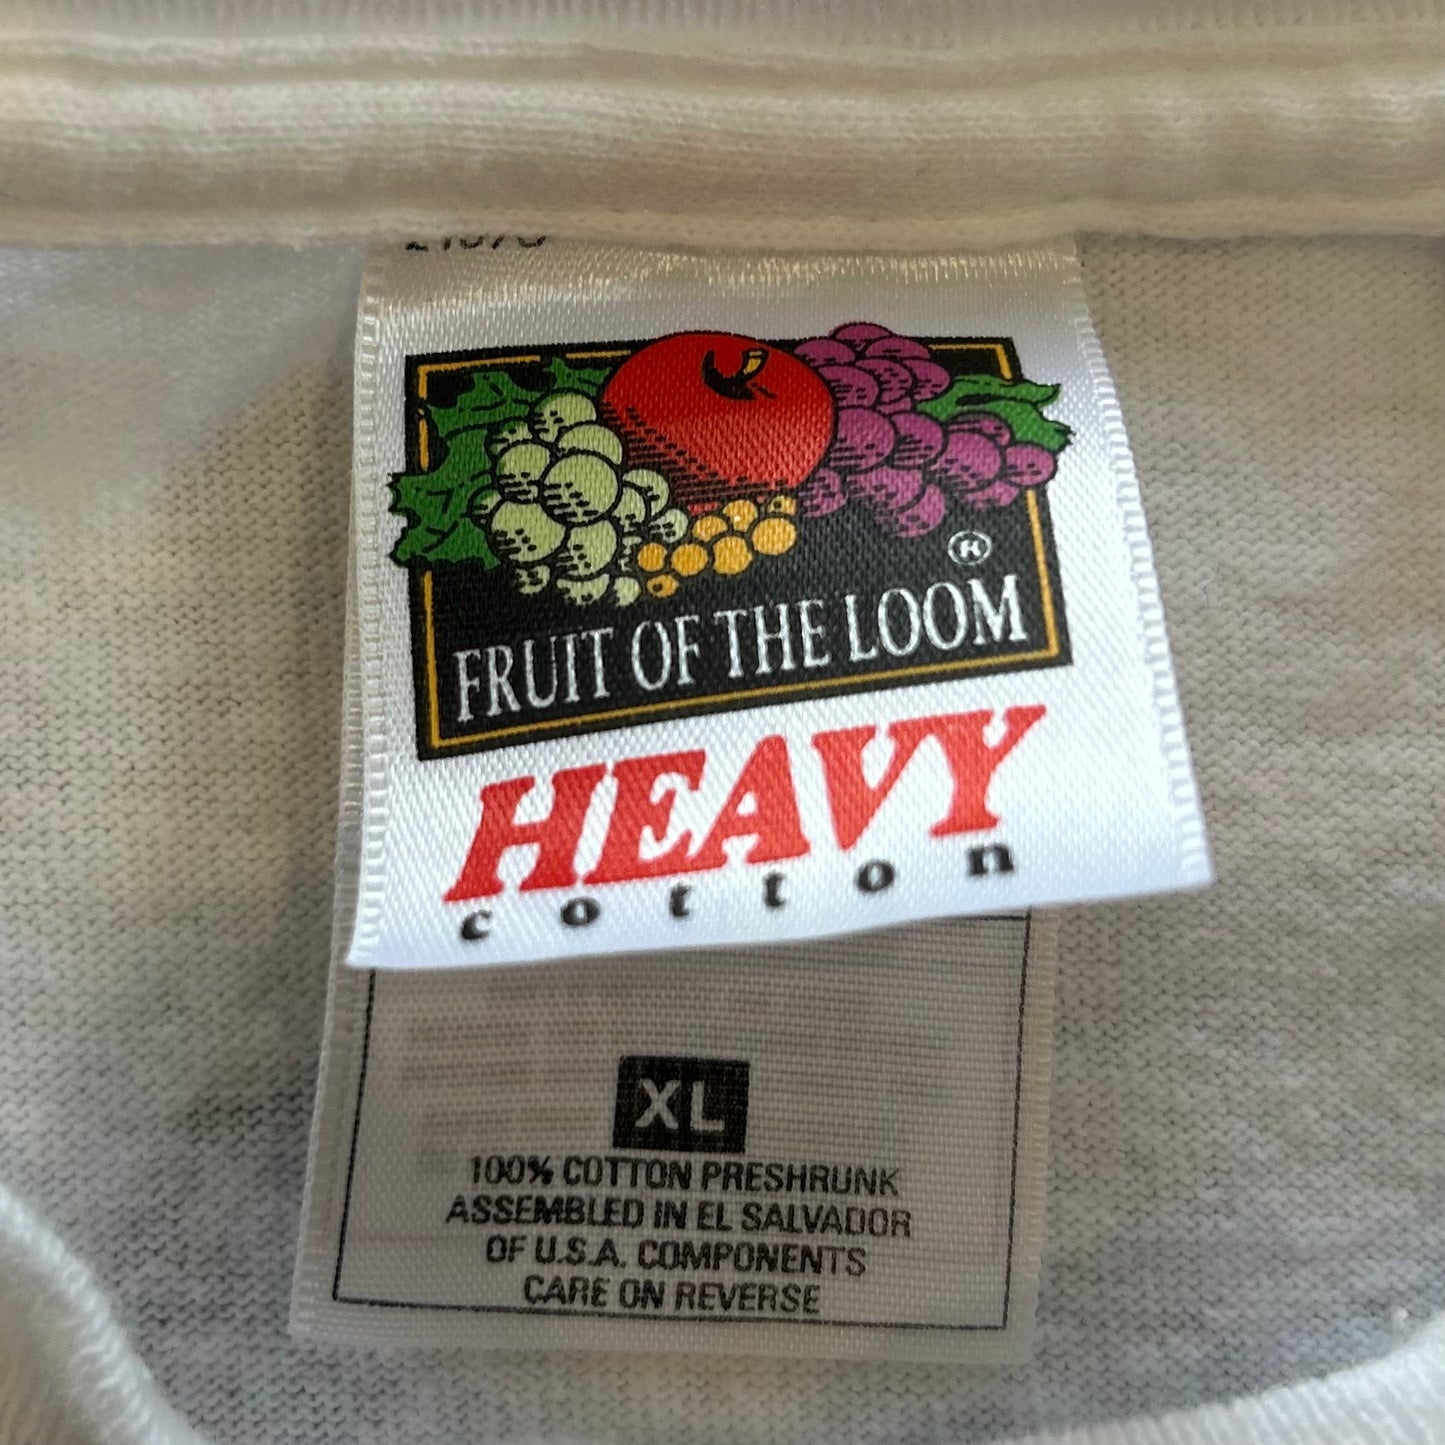 ®
FRUIT OF THE LOOM
HEAVY
cotton
XL
100% COTTON PRESHRUNK
ASSEMBLED IN EL SALVADOR
OF U.S.A. COMPONENTS
CARE ON REVERSE